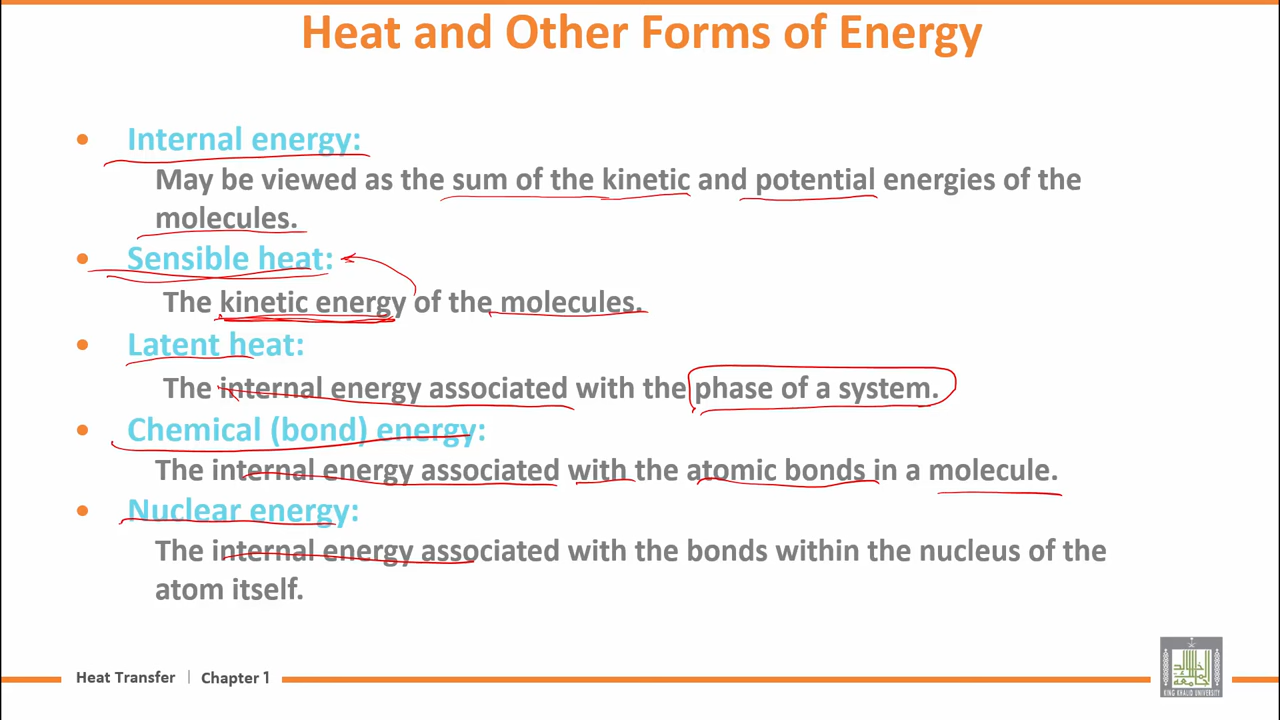 Heat and Other Forms of Energy
• Internal energy:
May be viewed as the sum of the kinetic and potential energies of the
molecules.
• Sensible heat:
The kinetic energy of the molecules.
• Latent heat:
The internal energy associated with the phase of a system.
• Chemical (bond) energy:
The internal energy associated with the atomic bonds in a molecule.
• Nuclear energy:
The internal energy associated with the bonds within the nucleus of the
atom itself.
Heat Transfer | Chapter 1
KING KHALID UNIVERSITY